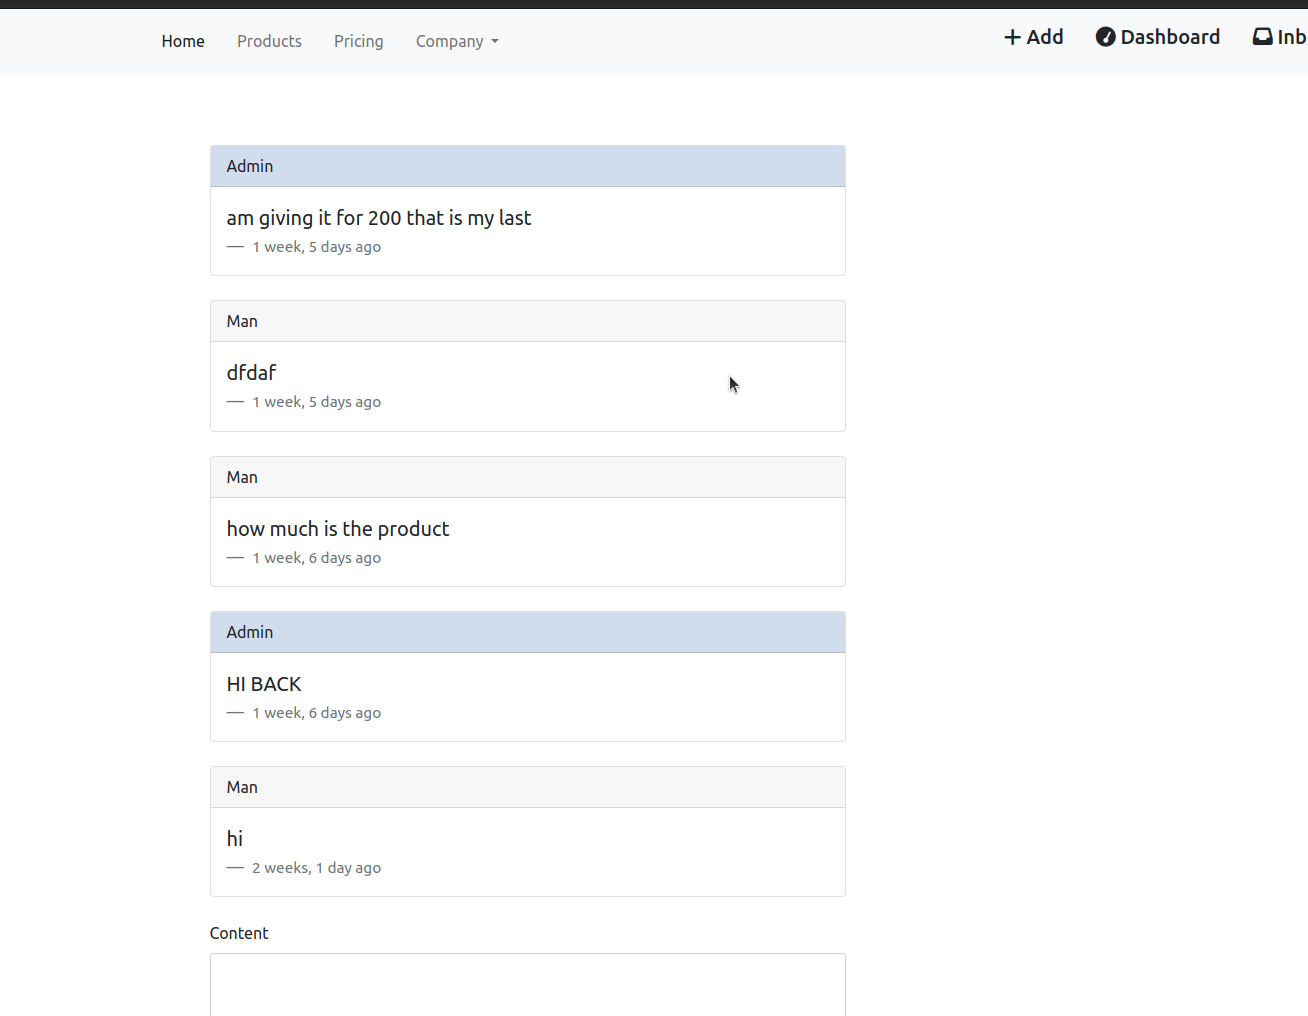 Home Products Pricing Company + Add Dashboard Inb
Admin
am giving it for 200 that is my last
— 1 week, 5 days ago
Man
dfdaf
— 1 week, 5 days ago
Man
how much is the product
— 1 week, 6 days ago
Admin
HI BACK
— 1 week, 6 days ago
Man
hi
— 2 weeks, 1 day ago
Content